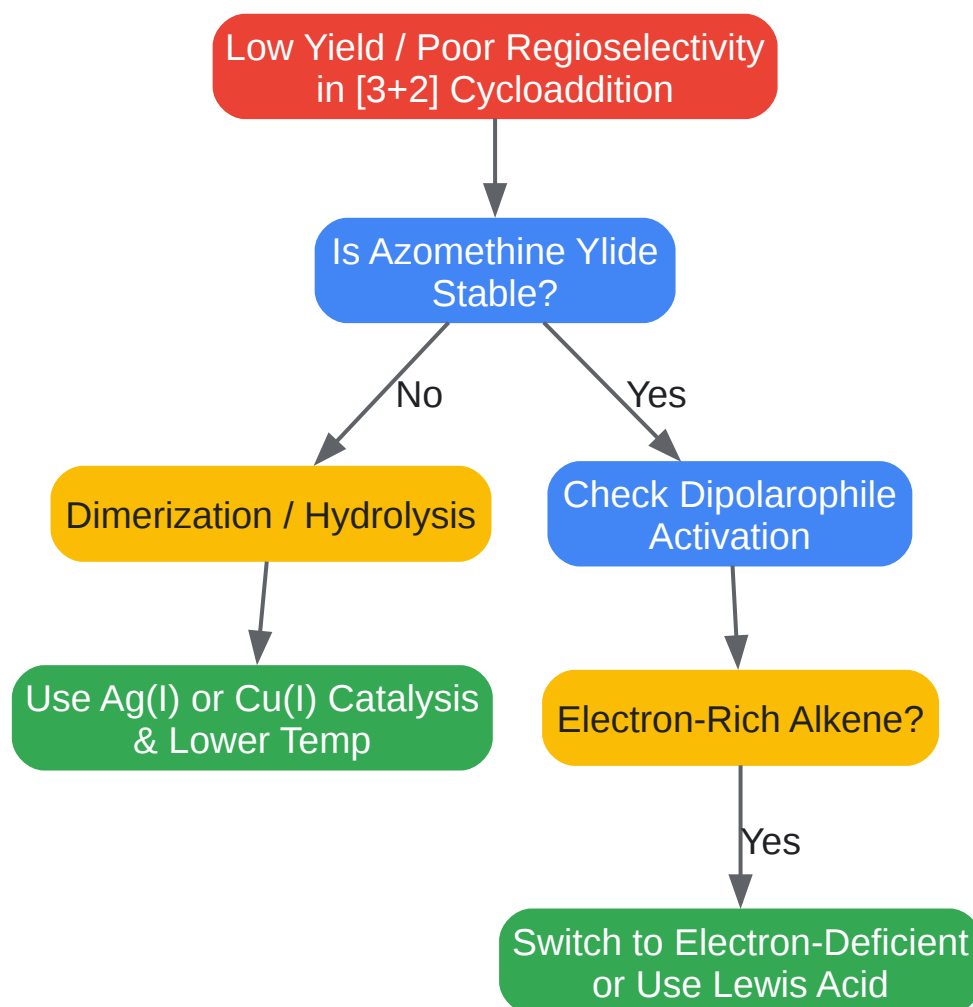 Low Yield / Poor Regioselectivity
in [3+2] Cycloaddition
Is Azomethine Ylide
Stable?
No
Yes
Dimerization / Hydrolysis
Check Dipolarophile
Activation
Use Ag(I) or Cu(I) Catalysis
& Lower Temp
Electron-Rich Alkene?
Yes
Switch to Electron-Deficient
or Use Lewis Acid